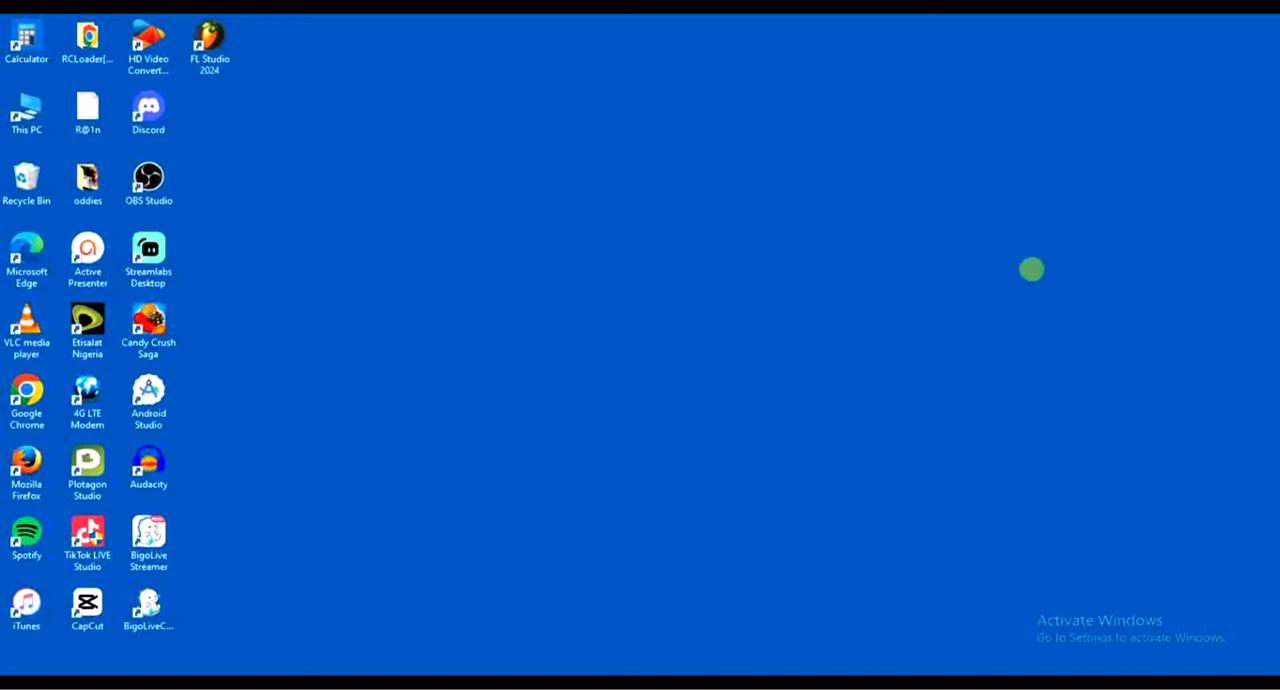 Calculator
RCLoader[...
HD Video
Convert...
FL Studio
2024
This PC
R@1n
Discord
Recycle Bin
oddies
OBS Studio
Microsoft
Edge
Active
Presenter
Streamlabs
Desktop
VLC media
player
Etisalat
Nigeria
Candy Crush
Saga
Google
Chrome
4G LTE
Modem
Android
Studio
Mozilla
Firefox
Plotagon
Studio
Audacity
Spotify
TikTok LIVE
Studio
BigoLive
Streamer
iTunes
CapCut
BigoLiveC...
Activate Windows
Go to Settings to activate Windows.